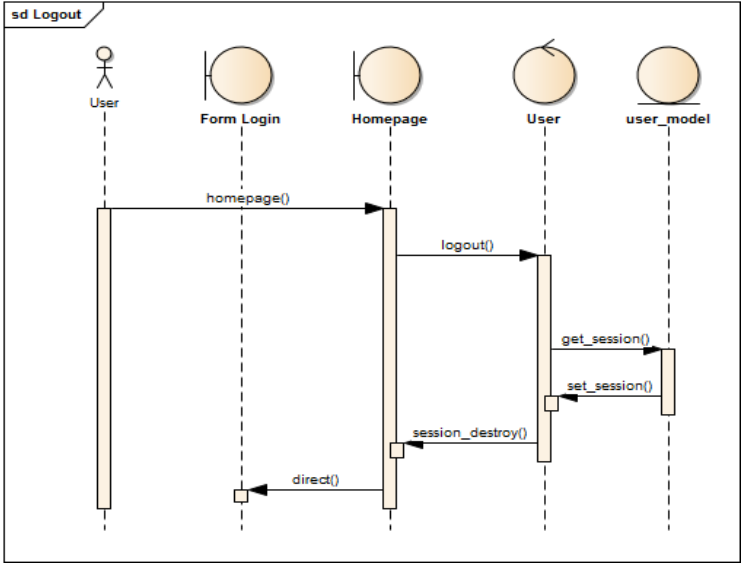 sd Logout
User
Form Login
Homepage
User
user_model
homepage()
logout()
get_session()
set_session()
session_destroy()
direct()